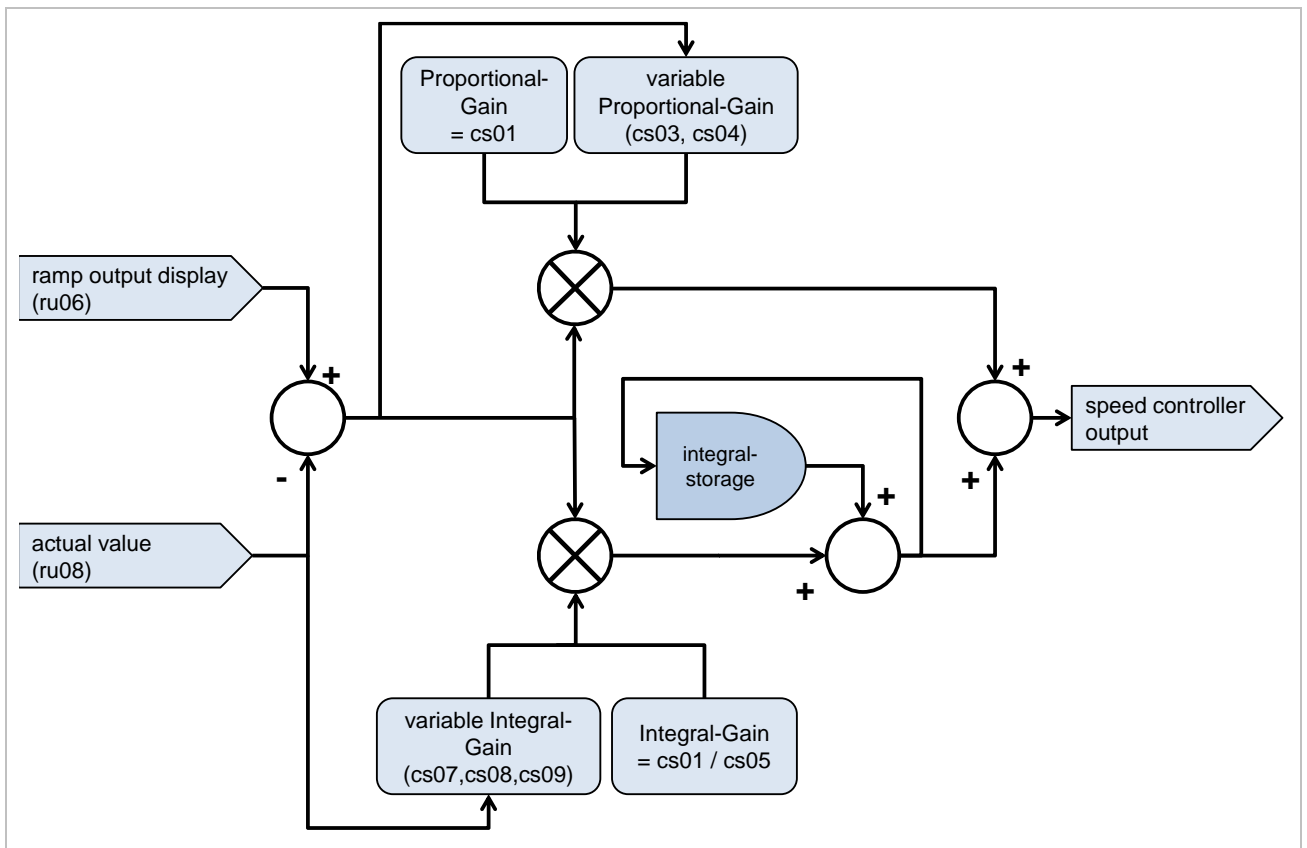 Proportional-
Gain
= cs01
variable
Proportional-Gain
(cs03, cs04)
ramp output display
(ru06)
+
+
speed controller
output
integral-
storage
-
+
+
actual value
(ru08)
+
variable Integral-
Gain
(cs07,cs08,cs09)
Integral-Gain
= cs01 / cs05